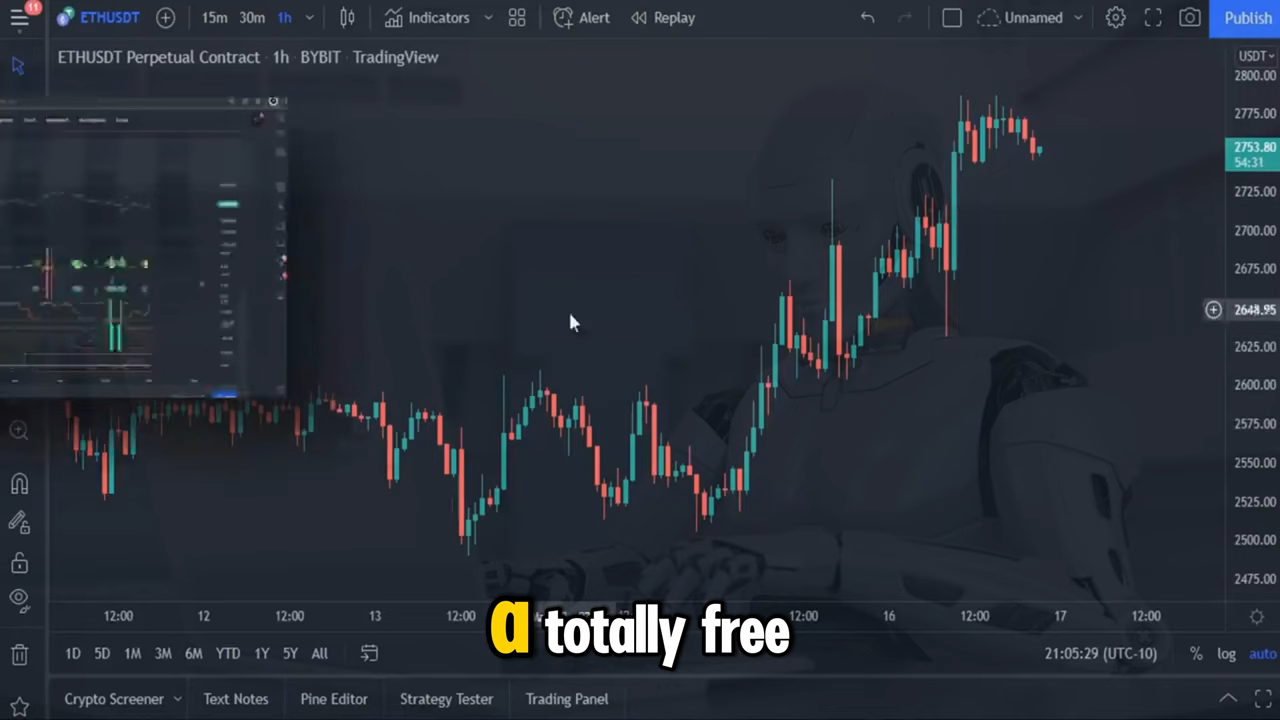 11
ETHUSDT
15m 30m 1h
Indicators
Alert
Replay
Unnamed
Publish
ETHUSDT Perpetual Contract · 1h · BYBIT · TradingView
USDT
2800.00
2775.00
2753.80
54:31
2725.00
2700.00
2675.00
2648.95
2625.00
2600.00
2575.00
2550.00
2525.00
2500.00
2475.00
12:00 12 12:00 13 12:00 12:00 16 12:00 17 12:00
a totally free
1D 5D 1M 3M 6M YTD 1Y 5Y All
21:05:29 (UTC-10) % log auto
Crypto Screener Text Notes Pine Editor Strategy Tester Trading Panel